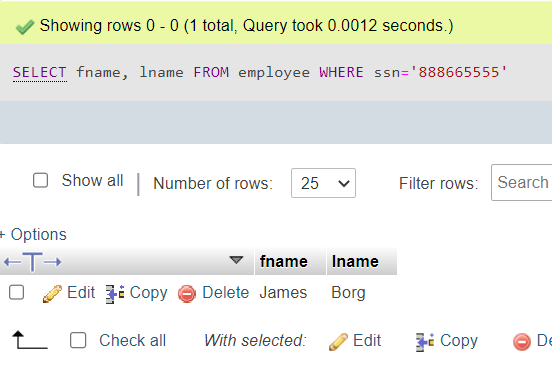 Showing rows 0 - 0 (1 total, Query took 0.0012 seconds.)
SELECT fname, lname FROM employee WHERE ssn='888665555'
Show all | Number of rows: 25 Filter rows: Search
+ Options
fname lname
Edit Copy Delete James Borg
Check all With selected: Edit Copy De